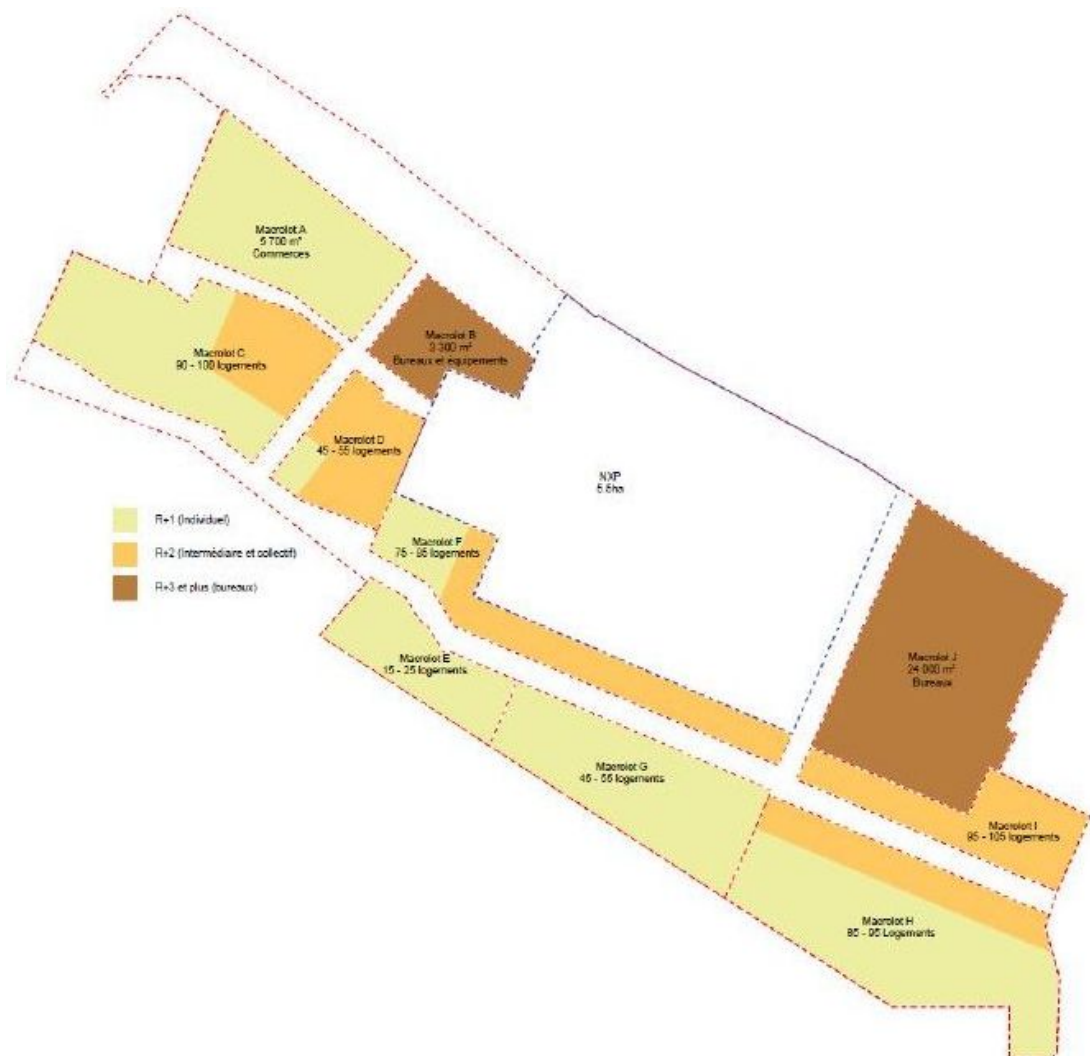 Macrolot A
5 700 m²
Commerces
Macrolot B
3 300 m²
Bureaux et équipements
Macrolot C
90 - 100 logements
Macrolot D
45 - 55 logements
NXP
5.5ha
R+1 (Individuel)
R+2 (Intermédiaire et collectif)
R+3 et plus (bureaux)
Macrolot F
75 - 85 logements
Macrolot E
15 - 25 logements
Macrolot J
24 000 m²
Bureaux
Macrolot G
45 - 55 logements
Macrolot I
95 - 105 logements
Macrolot H
85 - 95 Logements